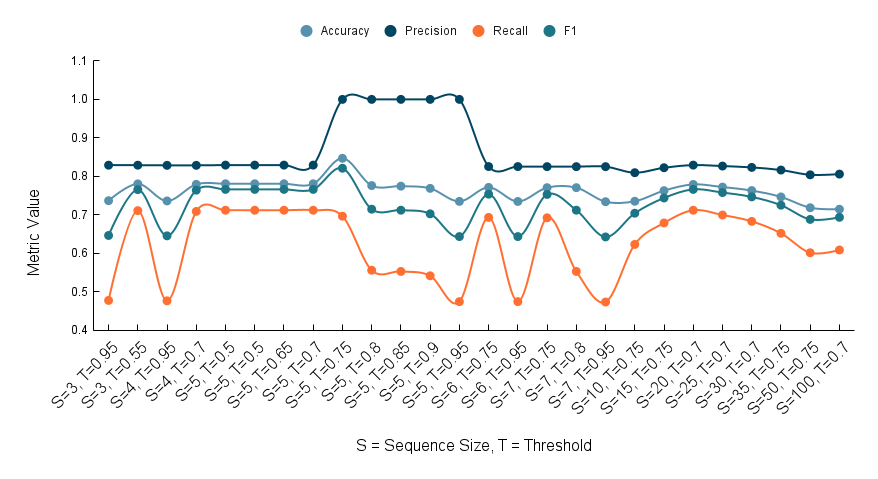 Accuracy Precision Recall F1
1.1
1.0
0.9
0.8
0.7
0.6
0.5
0.4
Metric Value
S=3, T=0.95
S=3, T=0.55
S=4, T=0.95
S=4, T=0.7
S=5, T=0.5
S=5, T=0.5
S=5, T=0.65
S=5, T=0.7
S=5, T=0.75
S=5, T=0.8
S=5, T=0.85
S=5, T=0.9
S=5, T=0.95
S=6, T=0.75
S=6, T=0.95
S=7, T=0.75
S=7, T=0.8
S=7, T=0.95
S=10, T=0.75
S=15, T=0.75
S=20, T=0.7
S=25, T=0.7
S=30, T=0.7
S=35, T=0.75
S=50, T=0.75
S=100, T=0.7
S = Sequence Size, T = Threshold